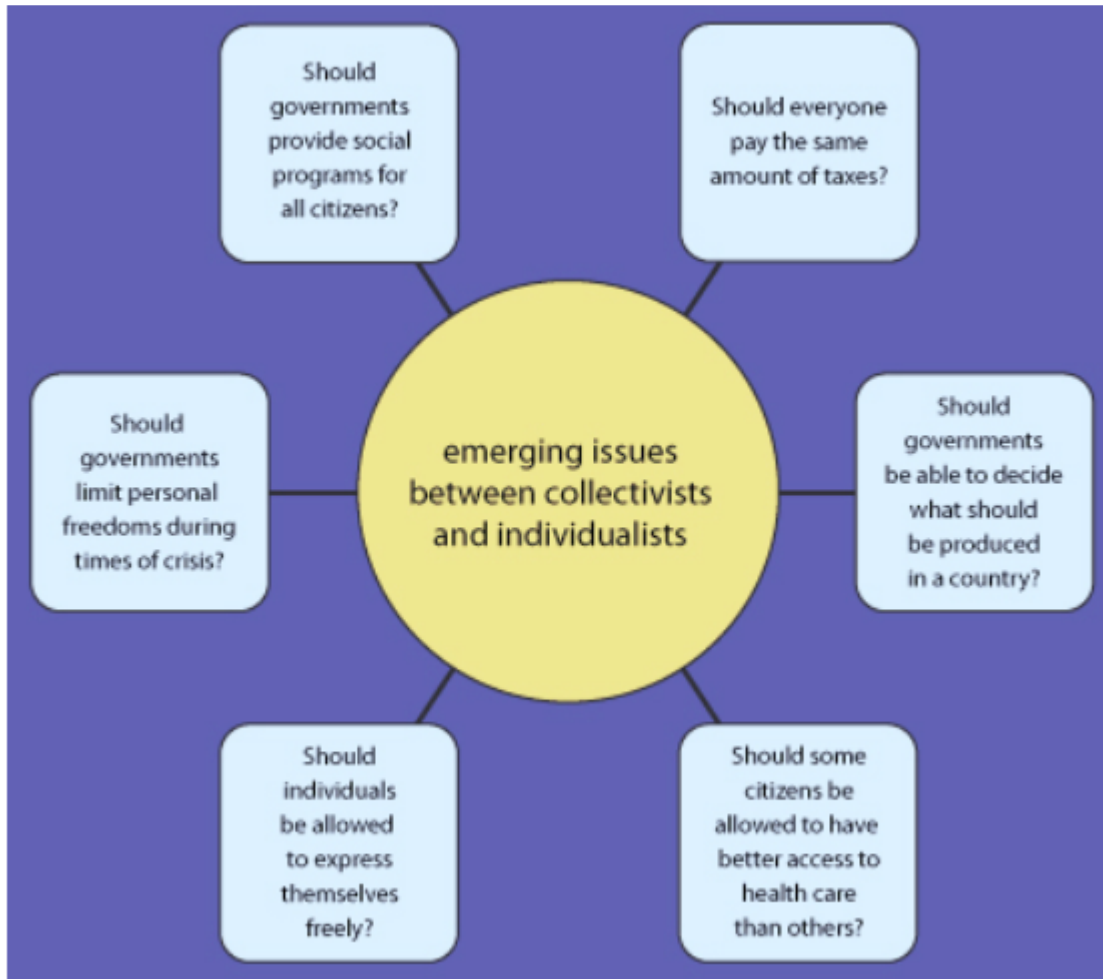 Should
governments
provide social
programs for
all citizens?
Should everyone
pay the same
amount of taxes?
Should
governments
limit personal
freedoms during
times of crisis?
emerging issues
between collectivists
and individualists
Should
governments
be able to decide
what should
be produced
in a country?
Should
individuals
be allowed
to express
themselves
freely?
Should some
citizens be
allowed to have
better access to
health care
than others?